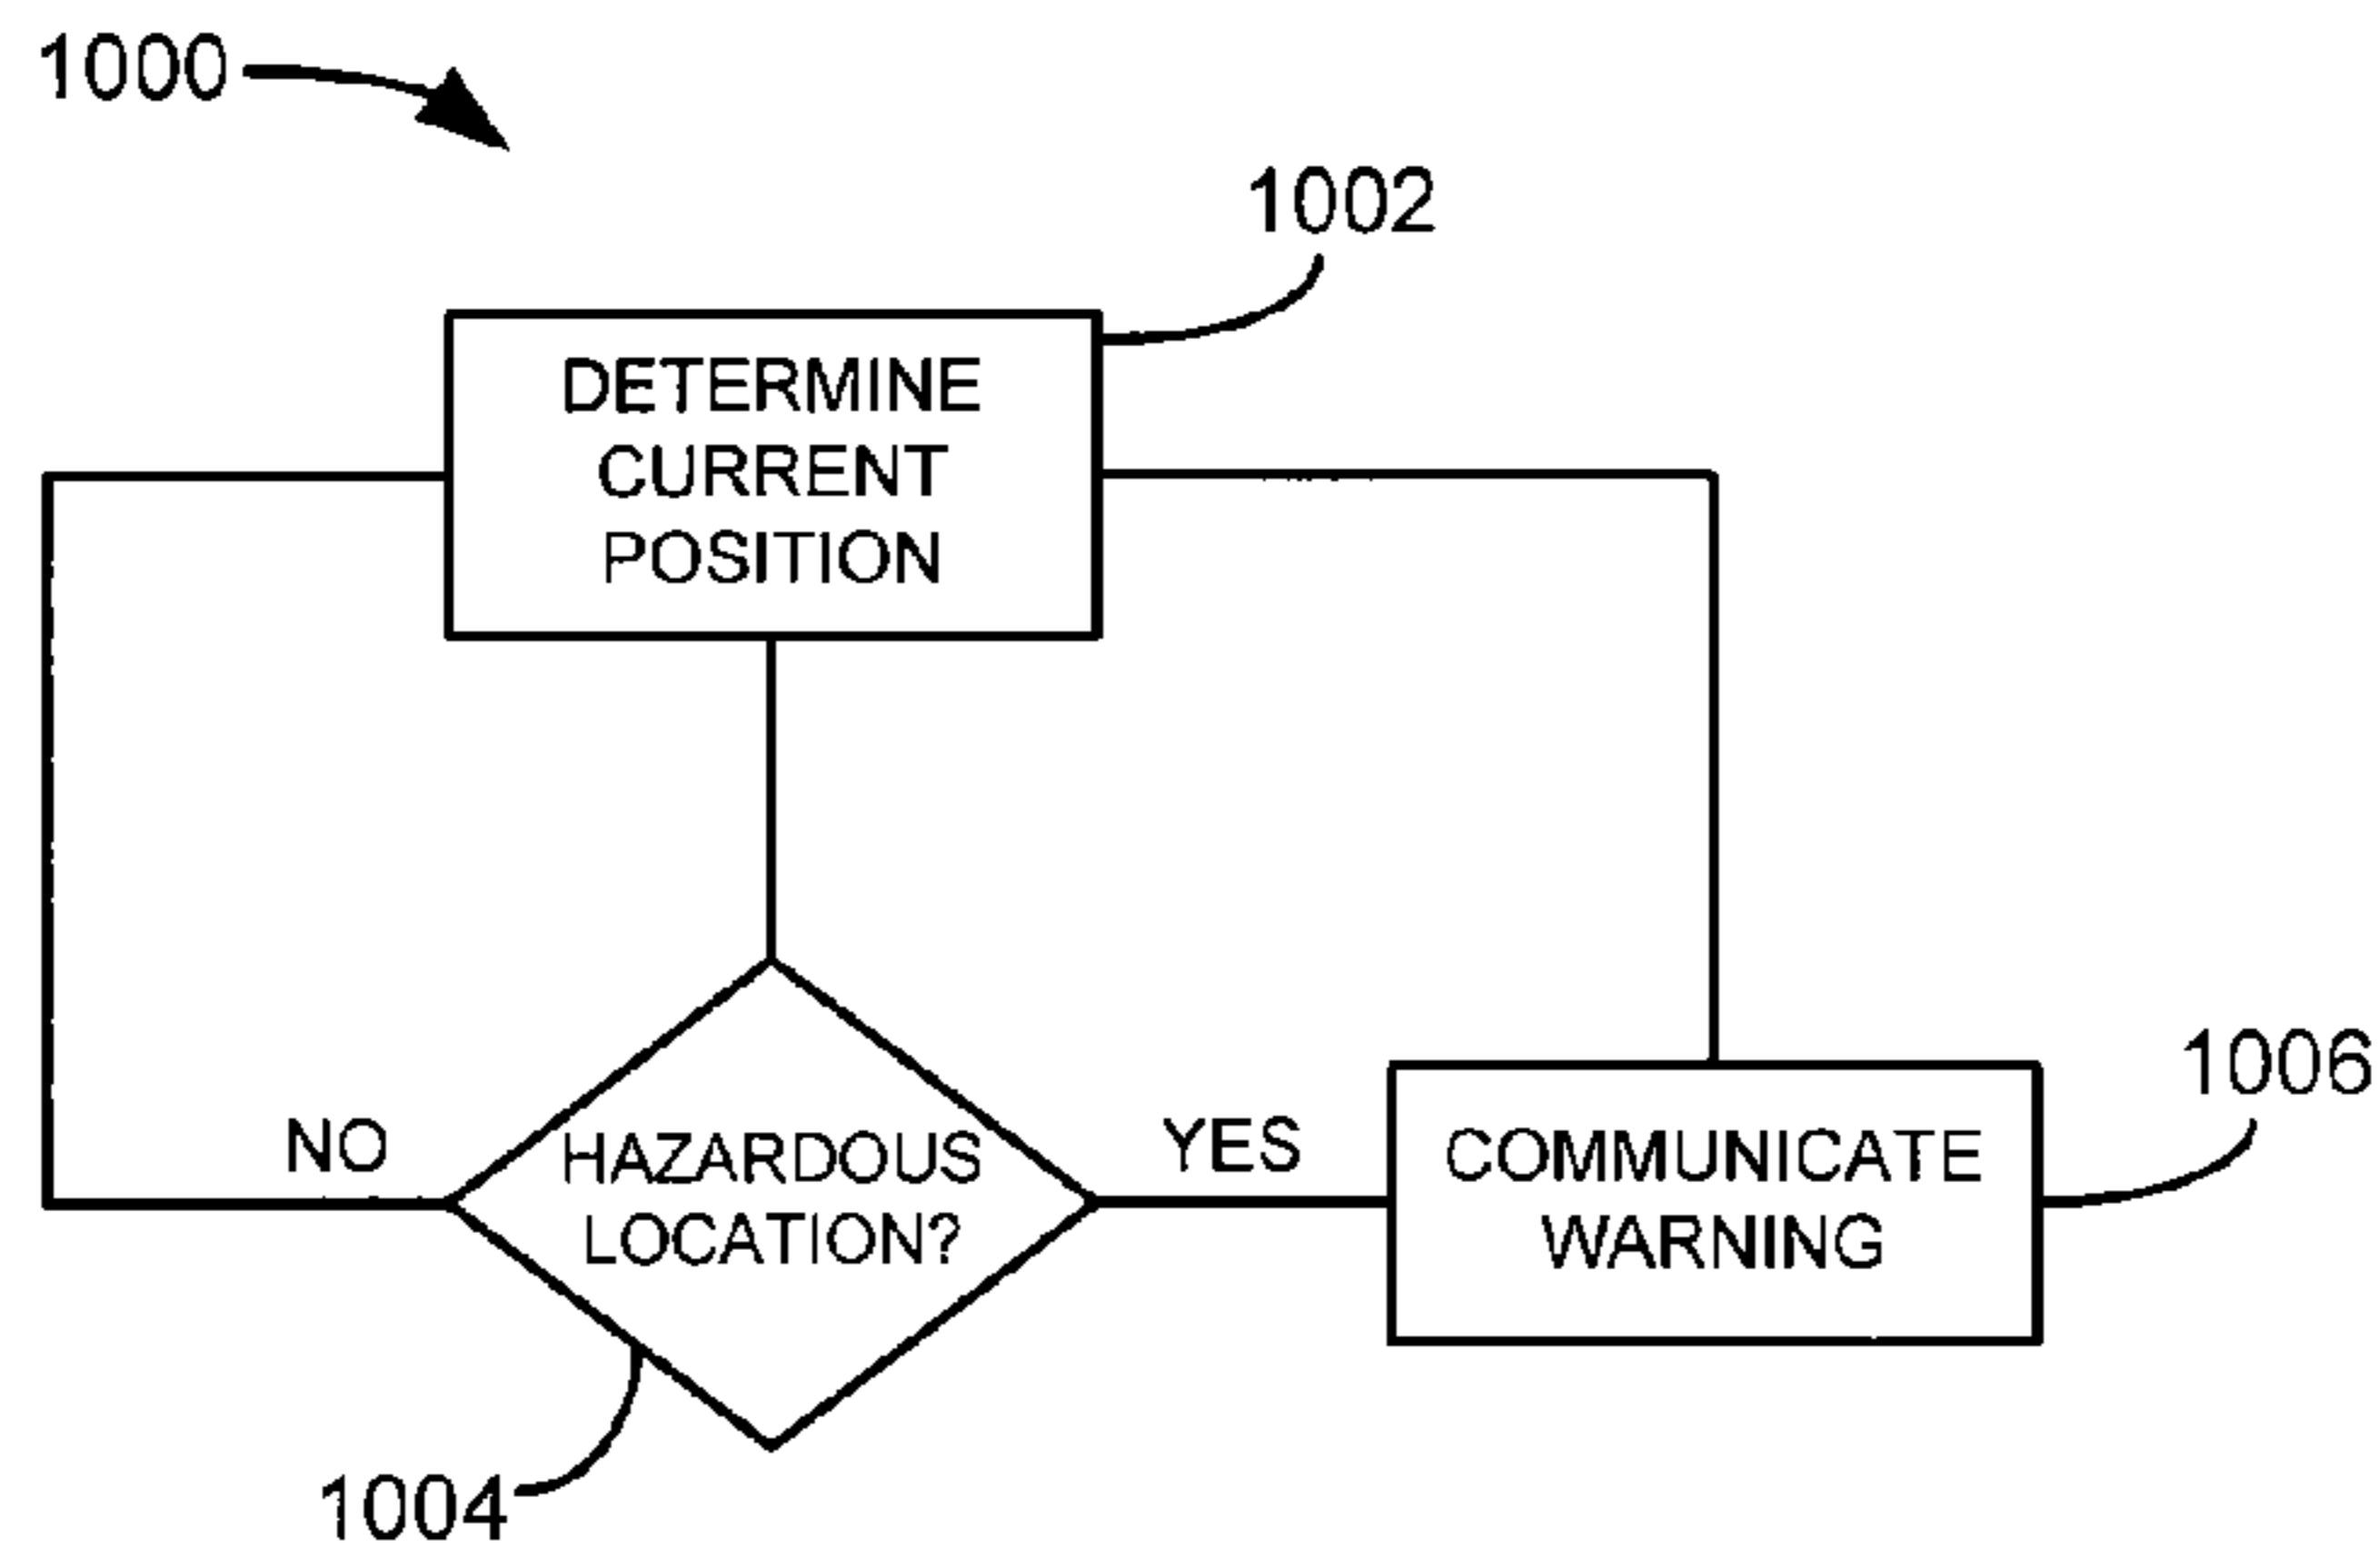 1000
1002
DETERMINE
CURRENT
POSITION
1006
NO
HAZARDOUS
LOCATION?
YES
COMMUNICATE
WARNING
1004